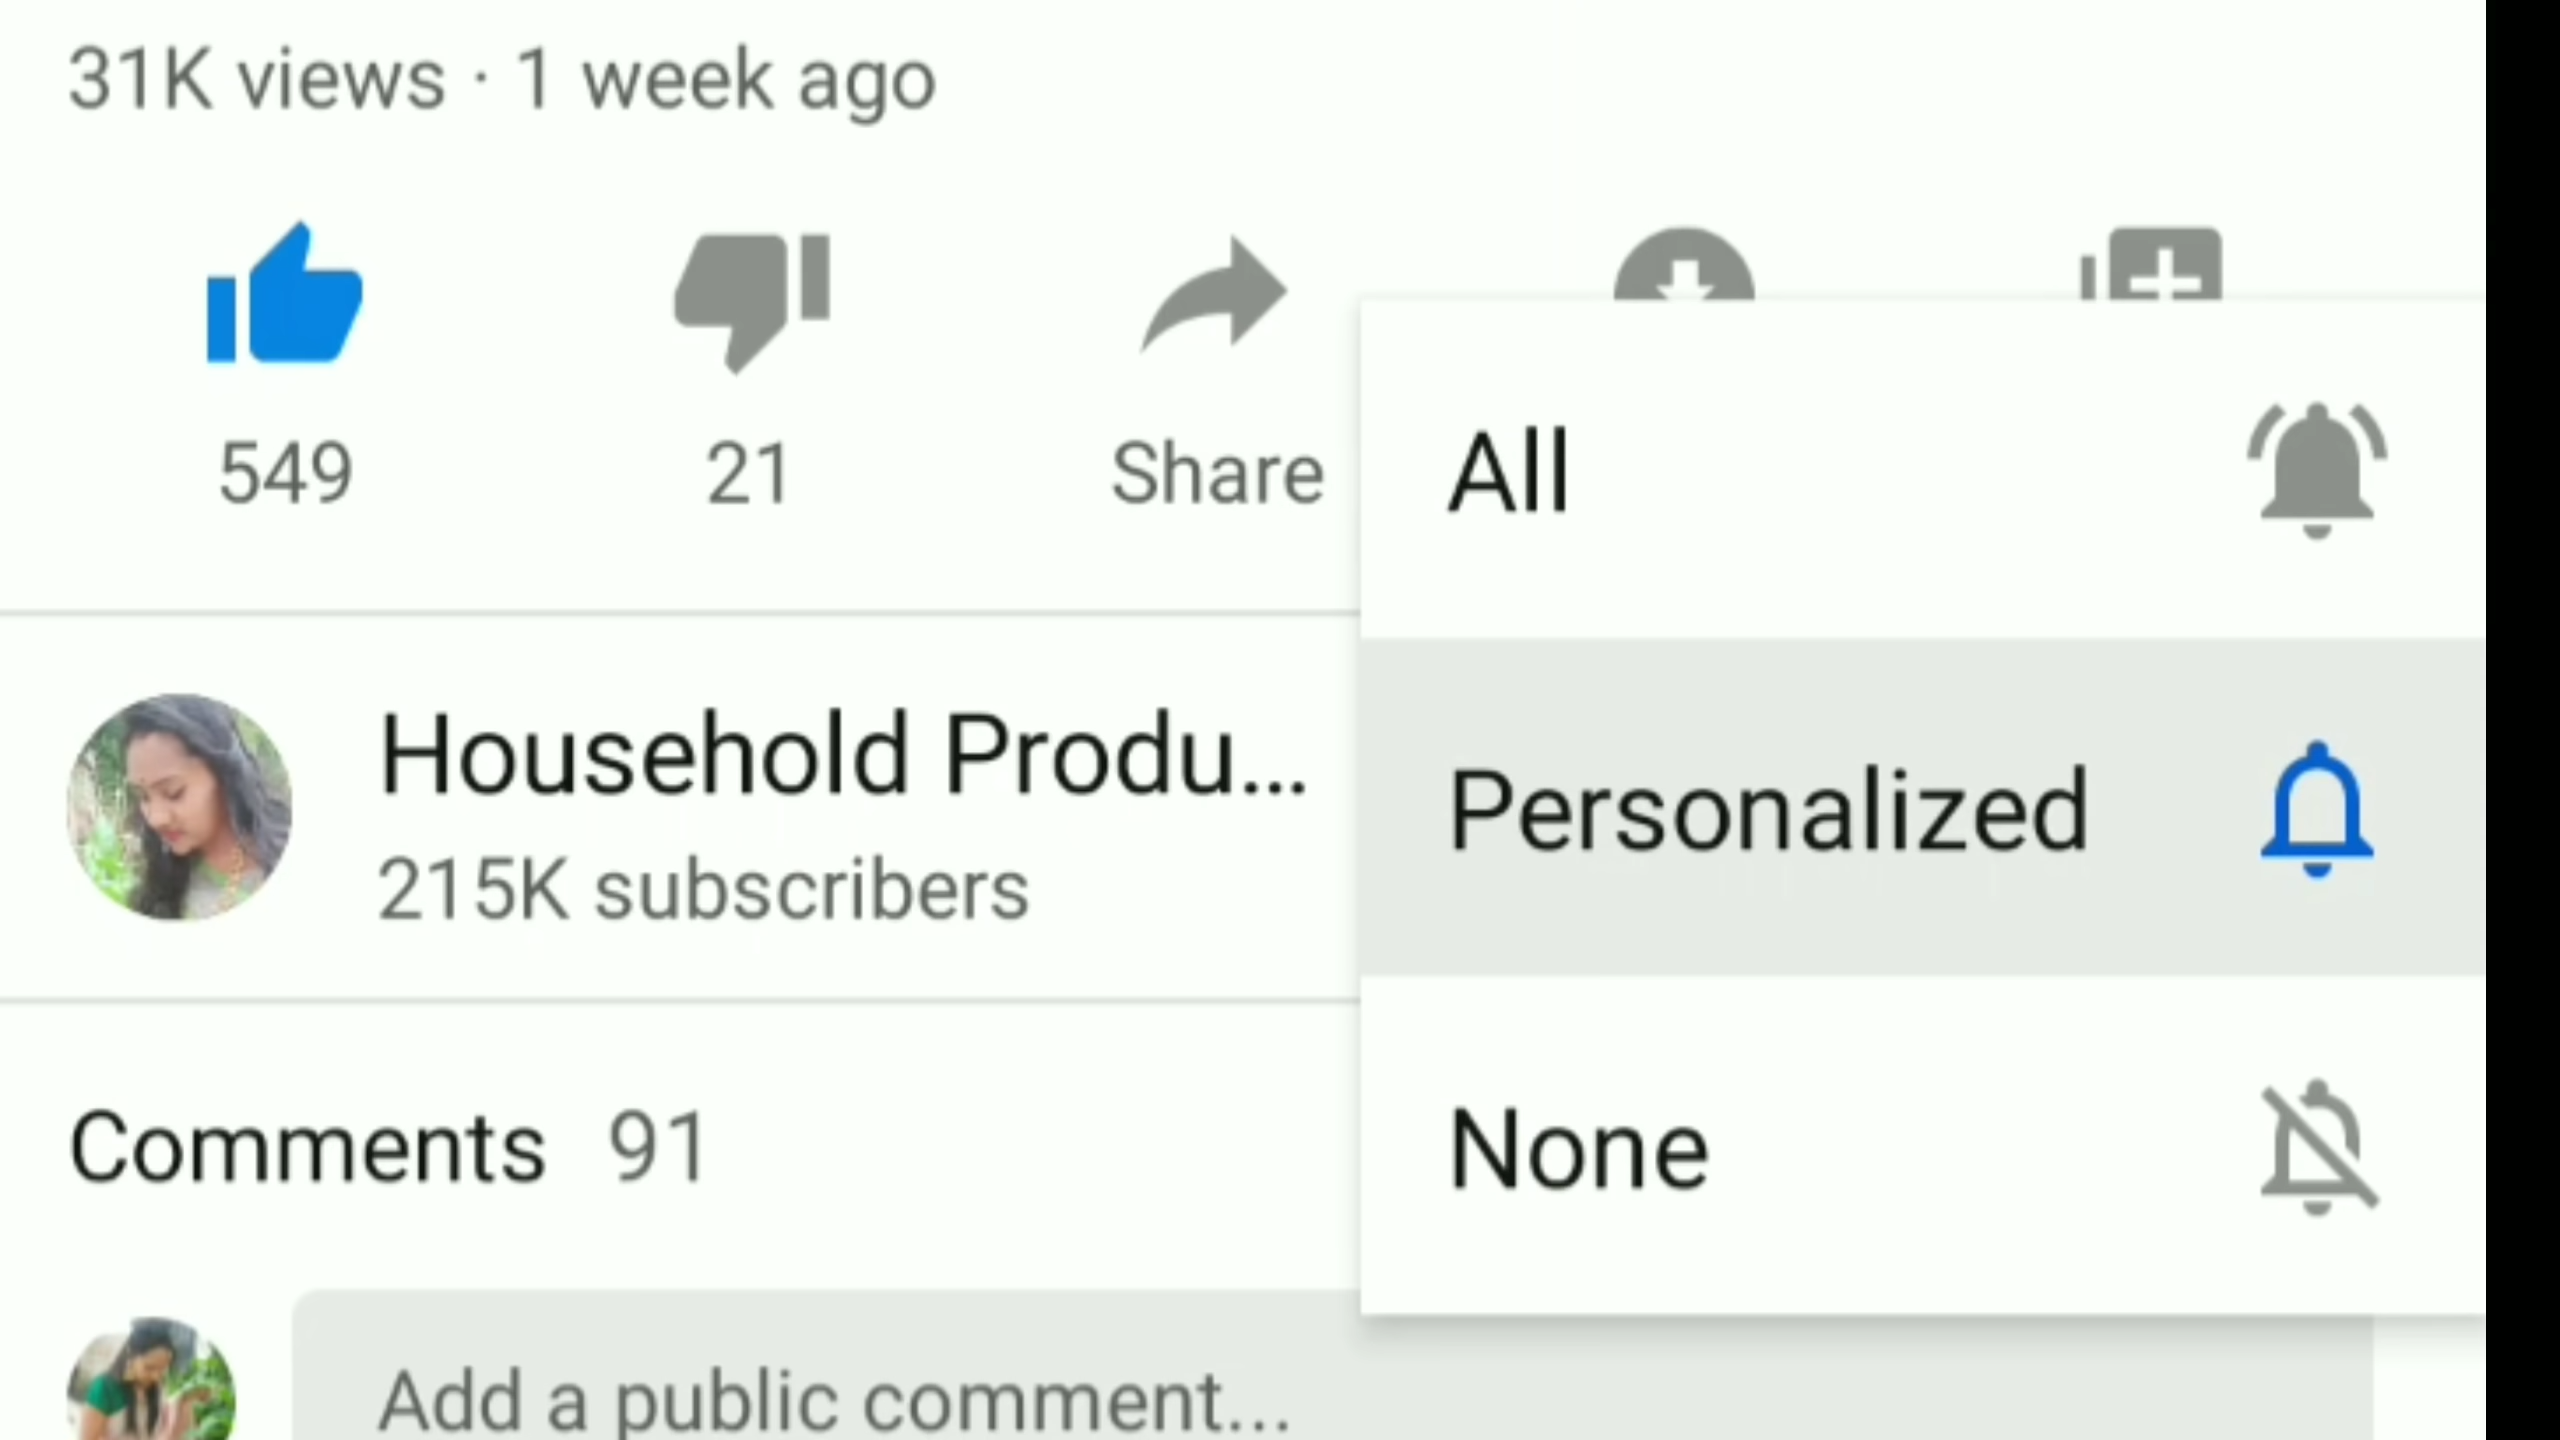 31K views · 1 week ago
549
21
Share
All
Household Produ...
215K subscribers
Personalized
Comments 91
None
Add a public comment...